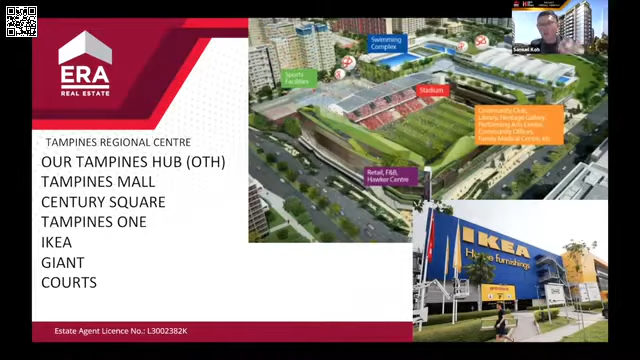 ERA
REAL ESTATE
TAMPINES REGIONAL CENTRE
OUR TAMPINES HUB (OTH)
TAMPINES MALL
CENTURY SQUARE
TAMPINES ONE
IKEA
GIANT
COURTS
Estate Agent Licence No.: L3002382K
Swimming
Complex
Sports
Facilities
Stadium
Community Club,
Library, Heritage Gallery,
Performing Arts Centre,
Community Offices,
Family Medical Centre, etc
Retail, F&B,
Hawker Centre
Samuel Koh
IKEA
Home furnishings